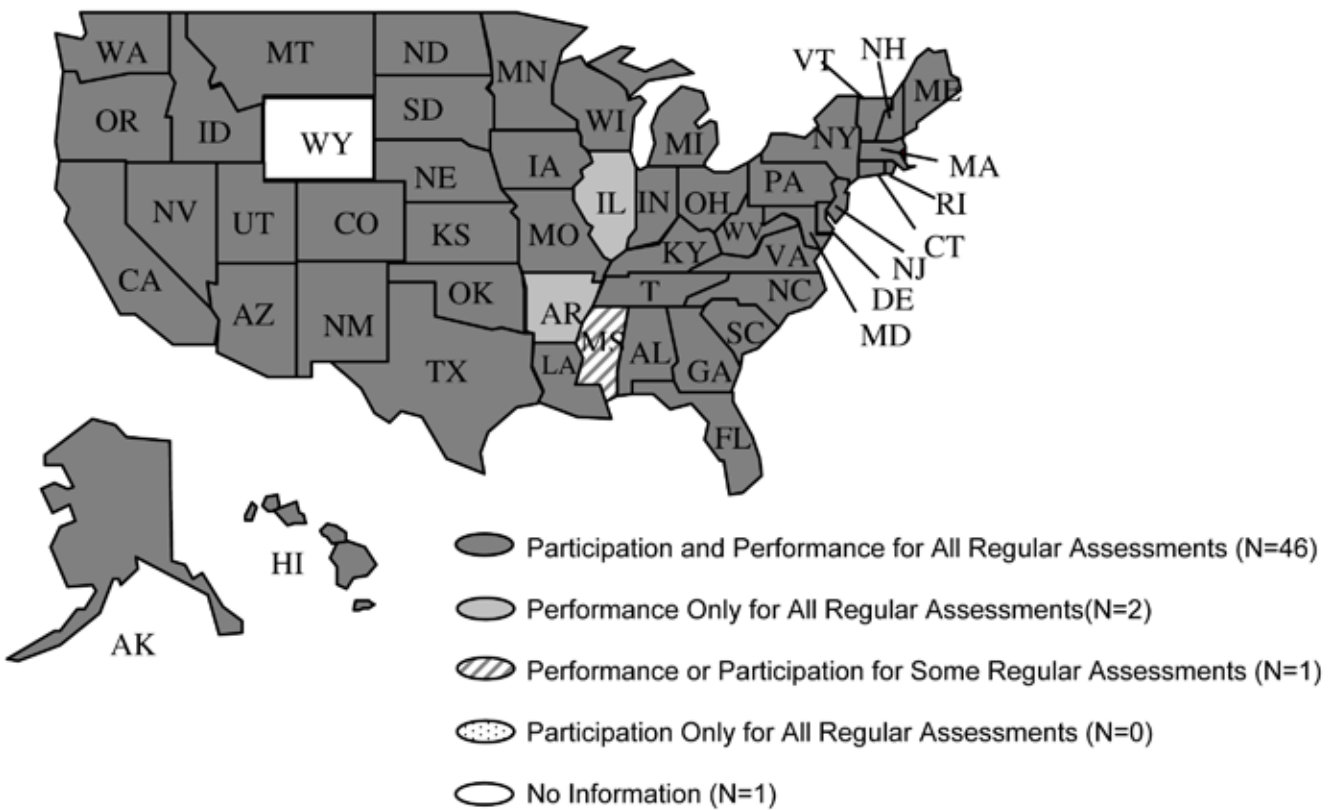 WA
MT
ND
MN
VT
NH
ME
OR
ID
WY
SD
WI
MI
NY
MA
NV
UT
CO
NE
IA
IL
IN
OH
PA
RI
CA
KS
MO
KY
WV
VA
NJ
CT
AZ
NM
OK
AR
T
NC
DE
MD
TX
LA
MS
AL
GA
SC
FL
AK
HI
Participation and Performance for All Regular Assessments (N=46)
Performance Only for All Regular Assessments(N=2)
Performance or Participation for Some Regular Assessments (N=1)
Participation Only for All Regular Assessments (N=0)
No Information (N=1)